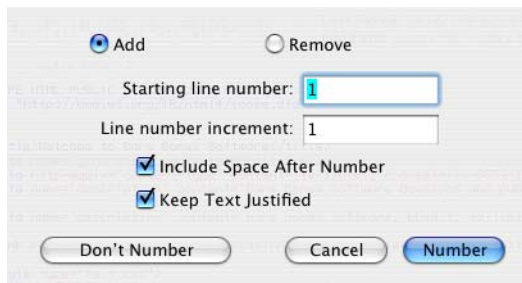 Add Remove
Starting line number: 1
Line number increment: 1
Include Space After Number
Keep Text Justified
Don't Number Cancel Number